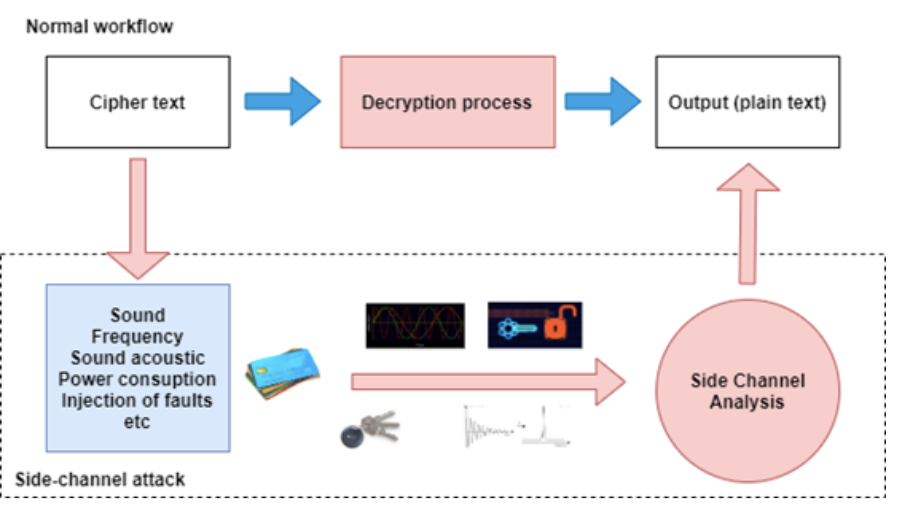 Normal workflow
Cipher text
Decryption process
Output (plain text)
Sound
Frequency
Sound acoustic
Power consuption
Injection of faults
etc
Side Channel
Analysis
Side-channel attack